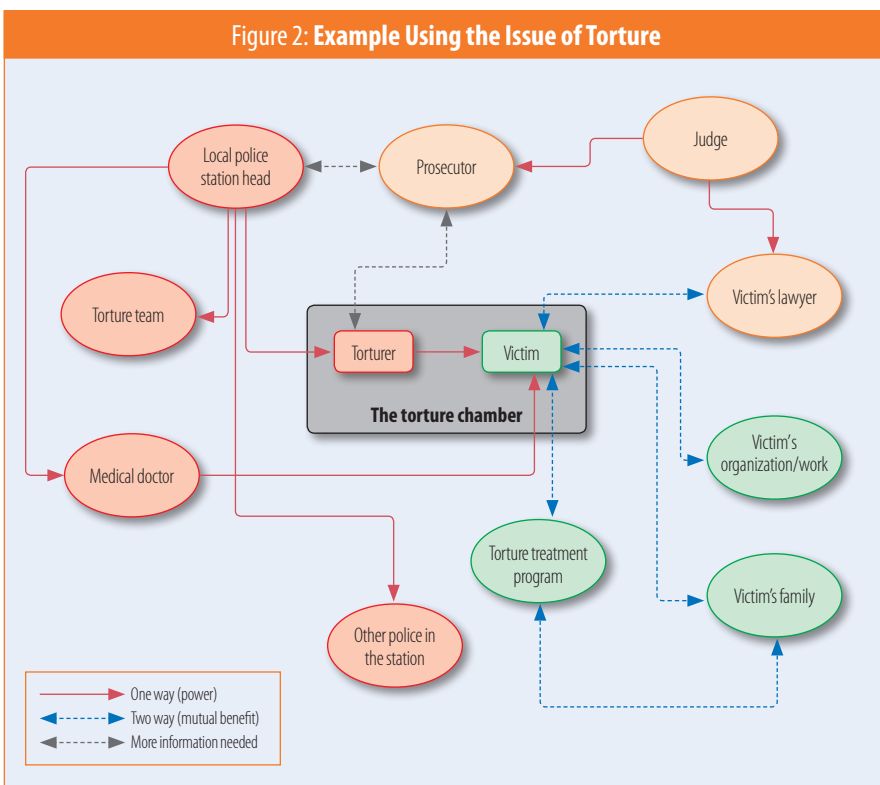 Figure 2: Example Using the Issue of Torture
Local police
station head
Prosecutor
Judge
Torture team
Victim's lawyer
Torturer
Victim
The torture chamber
Medical doctor
Victim's
organization/work
Torture treatment
program
Victim's family
Other police in
the station
One way (power)
Two way (mutual benefit)
More information needed